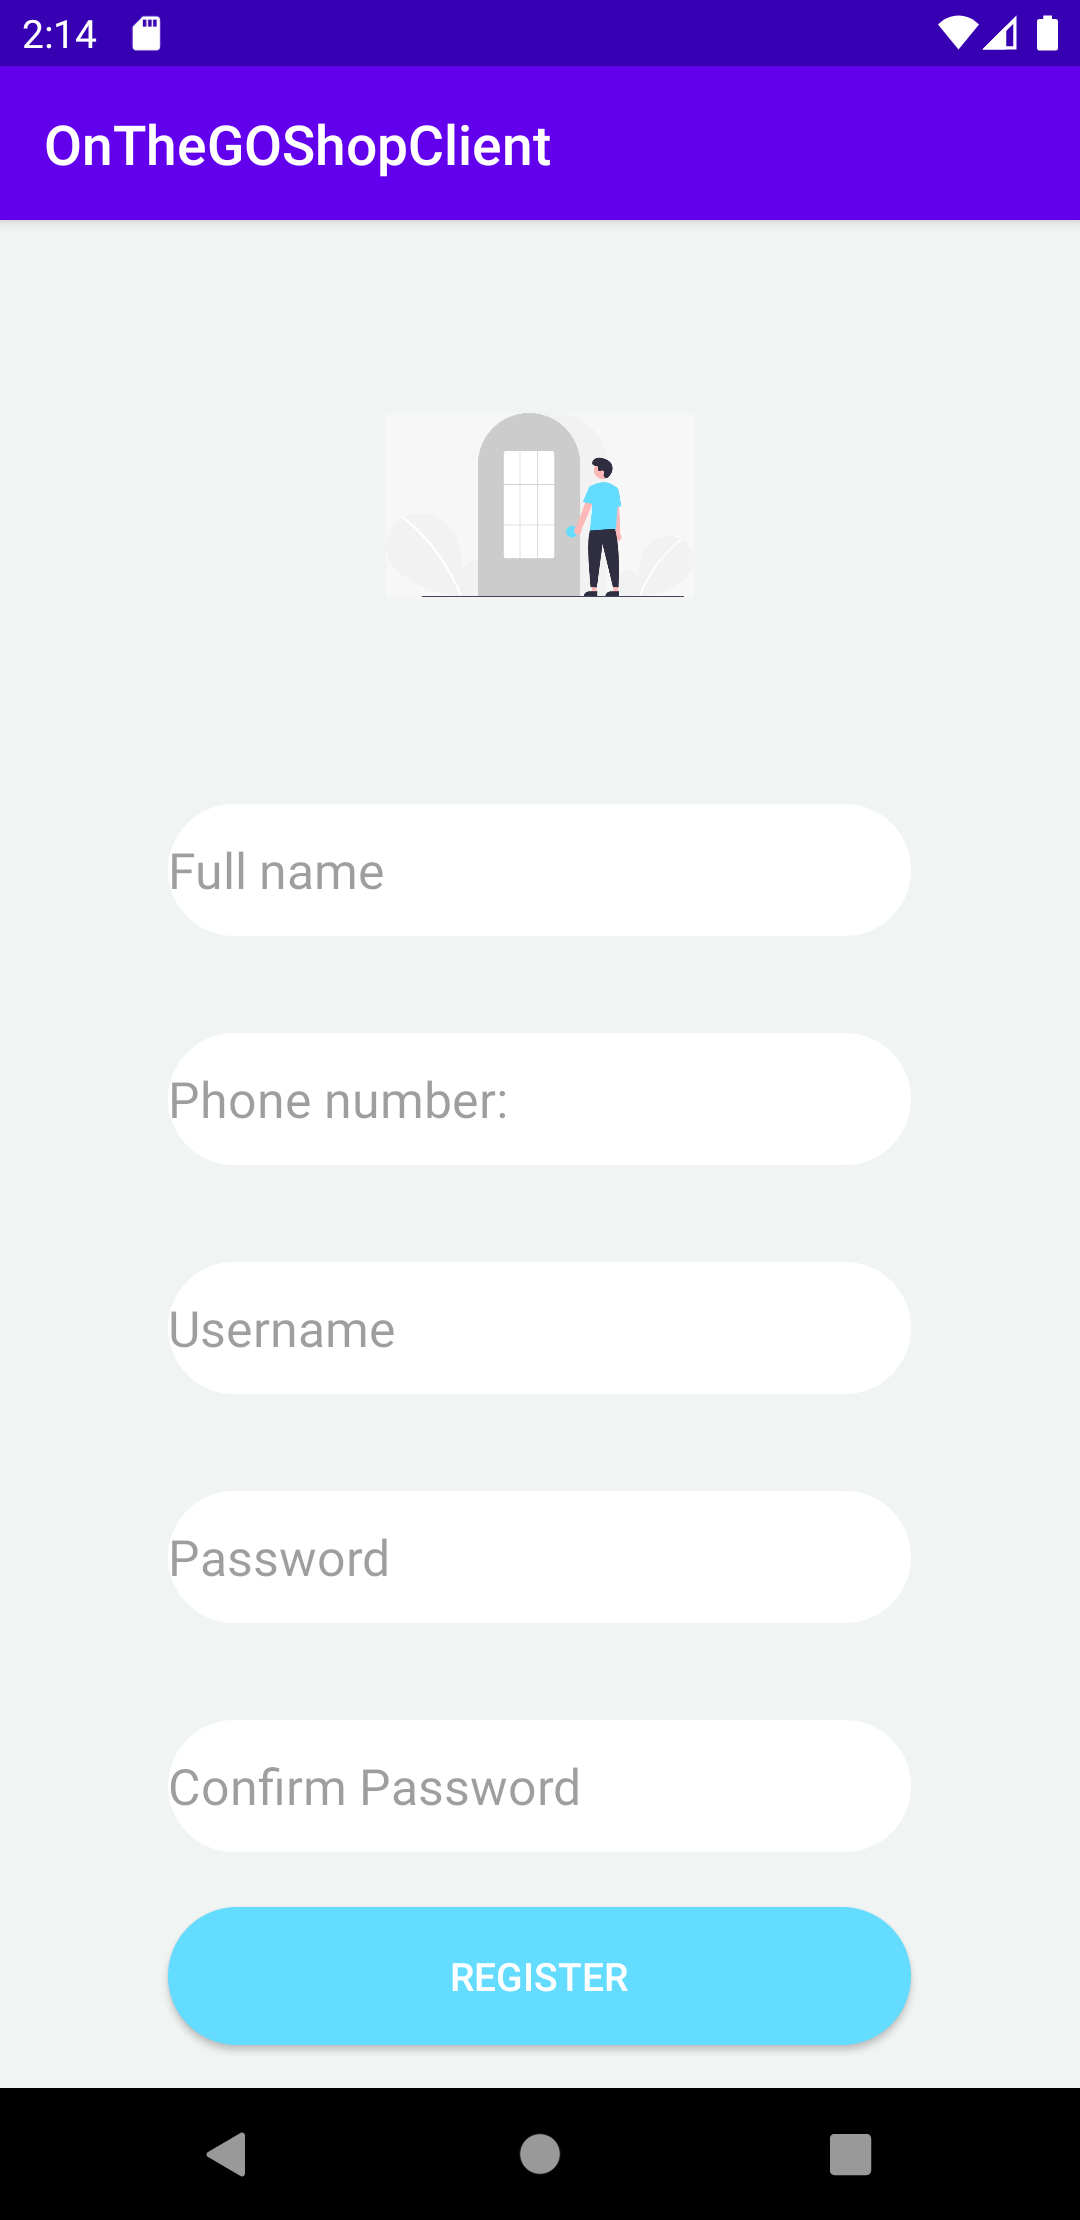 2:14
OnTheGOShopClient
Full name
Phone number:
Username
Password
Confirm Password
REGISTER